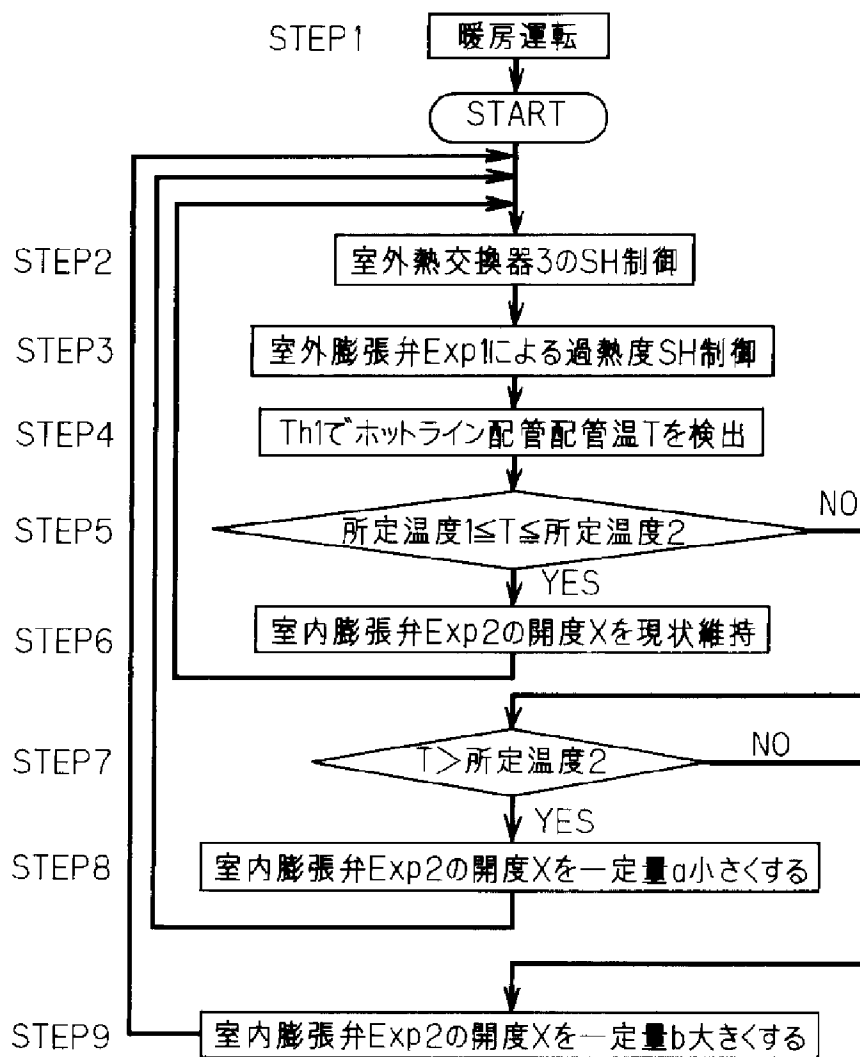 STEP1 暖房運転
START
STEP2 室外熱交換器3のSH制御
STEP3 室外膨張弁Exp1による過熱度SH制御
STEP4 Th1でホットライン配管配管温Tを検出
STEP5 所定温度1≦T≦所定温度2 NO
YES
STEP6 室内膨張弁Exp2の開度Xを現状維持
STEP7 T>所定温度2 NO
YES
STEP8 室内膨張弁Exp2の開度Xを一定量a小さくする
STEP9 室内膨張弁Exp2の開度Xを一定量b大きくする